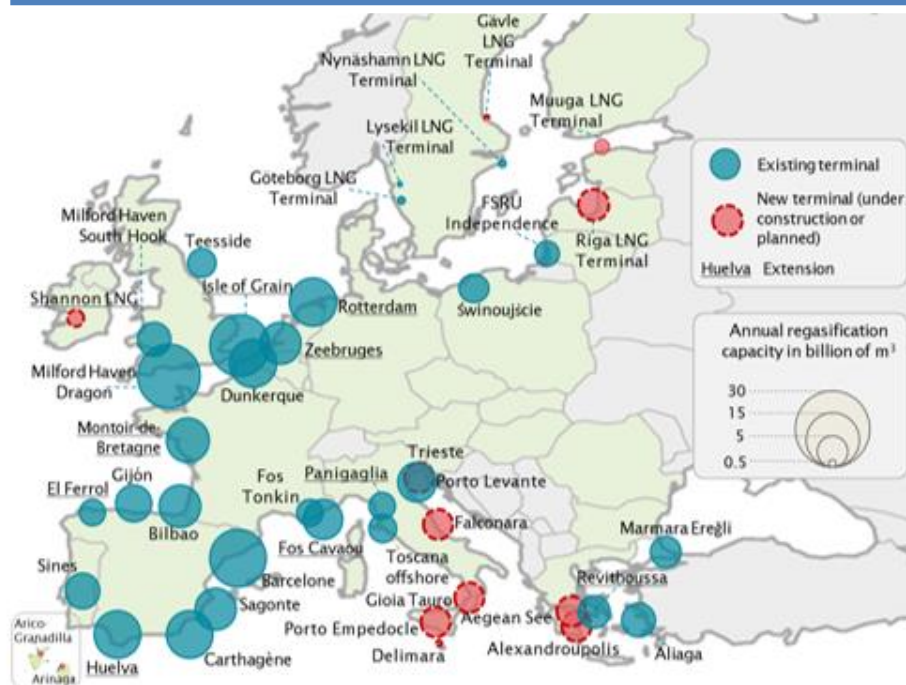 Gävle
LNG
Terminal
Nynäshamn LNG
Terminal
Muuga LNG
Terminal
Lysekil LNG
Terminal
Göteborg LNG
Terminal
FSRU
Independence
Riga LNG
Terminal
Milford Haven
South Hook
Teesside
Isle of Grain
Shannon LNG
Rotterdam
Świnoujście
Zeebruges
Milford Haven
Dragon
Dunkerque
Montoir-de-
Bretagne
Gijón
El Ferrol
Bilbao
Fos
Tonkin
Panigaglia
Trieste
Porto Levante
Fos Cavaou
Falconara
Marmara Ereğli
Sines
Barcelone
Toscana
offshore
Revithoussa
Sagonte
Gioia Tauro
Aegean See
Porto Empedocle
Alexandroupolis
Delimara
Aliaga
Huelva
Carthagène
Arico-
Granadilla
Arinaga
Existing terminal
New terminal (under
construction or
planned)
Huelva Extension
Annual regasification
capacity in billion of m³
30
15
5
0.5